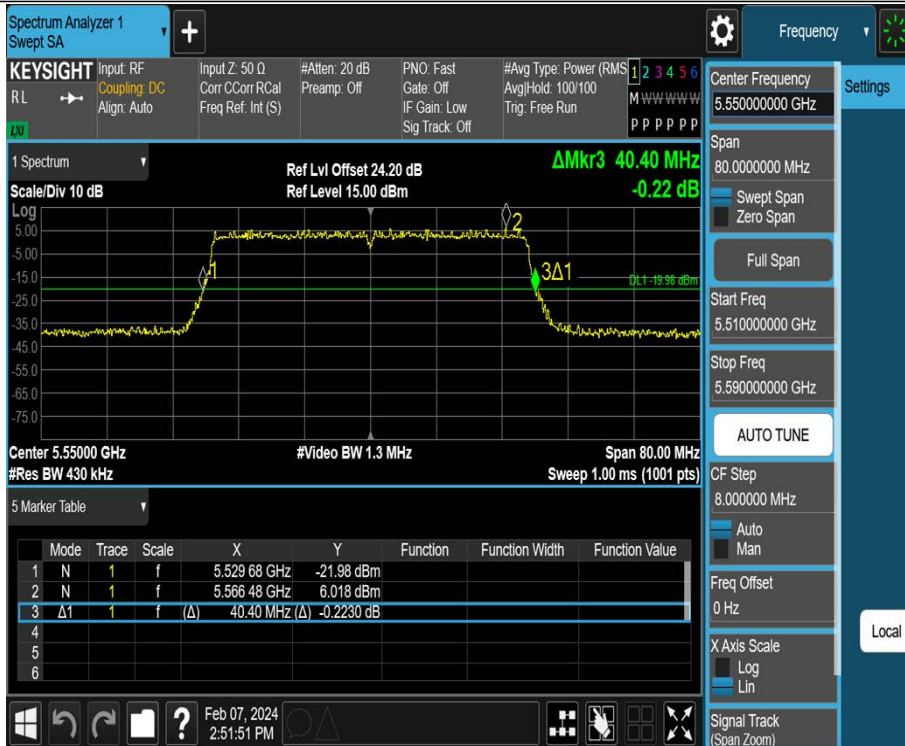 Spectrum Analyzer 1
Swept SA
Frequency
KEYSIGHT
RL
LXI
Input: RF
Coupling: DC
Align: Auto
Input Z: 50 Ω
Corr CCorr RCal
Freq Ref: Int (S)
#Atten: 20 dB
Preamp: Off
PNO: Fast
Gate: Off
IF Gain: Low
Sig Track: Off
#Avg Type: Power (RMS
Avg|Hold: 100/100
Trig: Free Run
1 2 3 4 5 6
M W W W W W
P P P P P P
1 Spectrum
Scale/Div 10 dB
Ref Lvl Offset 24.20 dB
Ref Level 15.00 dBm
ΔMkr3 40.40 MHz
-0.22 dB
Log
5.00
-5.00
-15.0
-25.0
-35.0
-45.0
-55.0
-65.0
-75.0
1
2
3Δ1
DL1 -19.98 dBm
Center 5.55000 GHz
#Video BW 1.3 MHz
Span 80.00 MHz
#Res BW 430 kHz
Sweep 1.00 ms (1001 pts)
5 Marker Table
Mode Trace Scale X Y Function Function Width Function Value
1 N 1 f 5.529 68 GHz -21.98 dBm
2 N 1 f 5.566 48 GHz 6.018 dBm
3 Δ1 1 f (Δ) 40.40 MHz (Δ) -0.2230 dB
4
5
6
Feb 07, 2024
2:51:51 PM
?
Center Frequency
5.550000000 GHz
Settings
Span
80.0000000 MHz
Swept Span
Zero Span
Full Span
Start Freq
5.510000000 GHz
Stop Freq
5.590000000 GHz
AUTO TUNE
CF Step
8.000000 MHz
Auto
Man
Freq Offset
0 Hz
Local
X Axis Scale
Log
Lin
Signal Track
(Span Zoom)